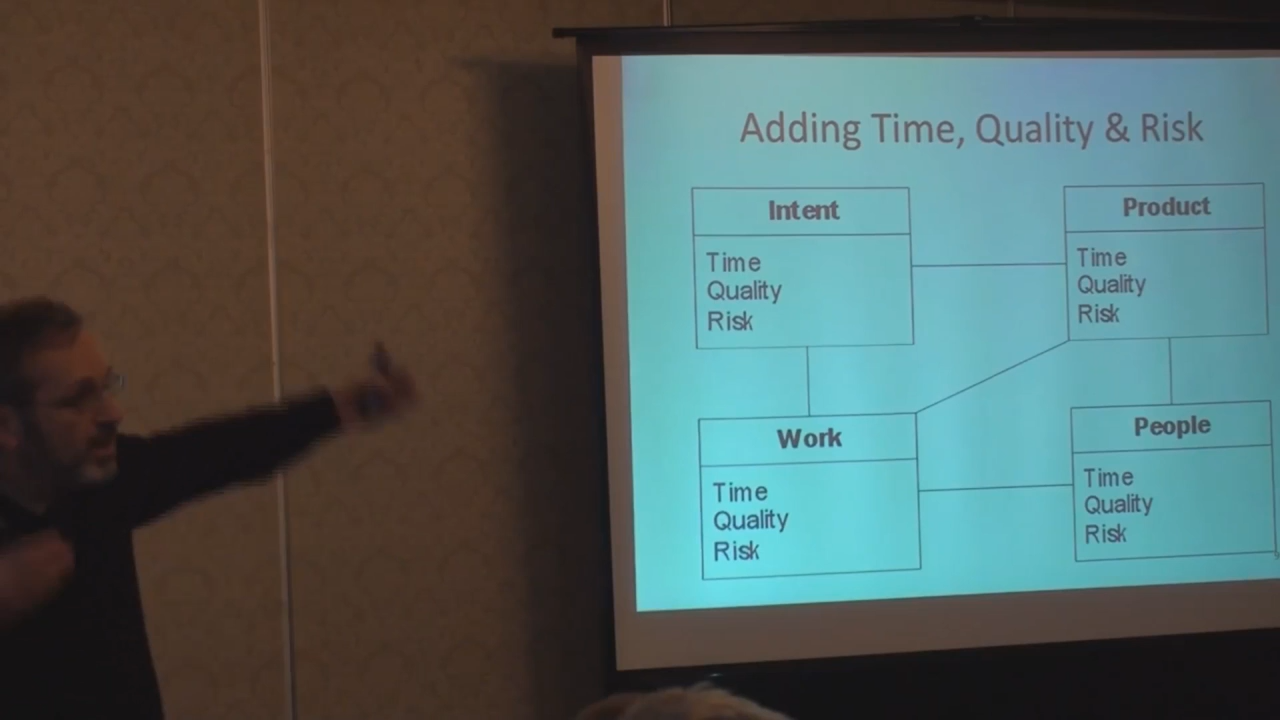 Adding Time, Quality & Risk
Intent
Time
Quality
Risk
Product
Time
Quality
Risk
Work
Time
Quality
Risk
People
Time
Quality
Risk